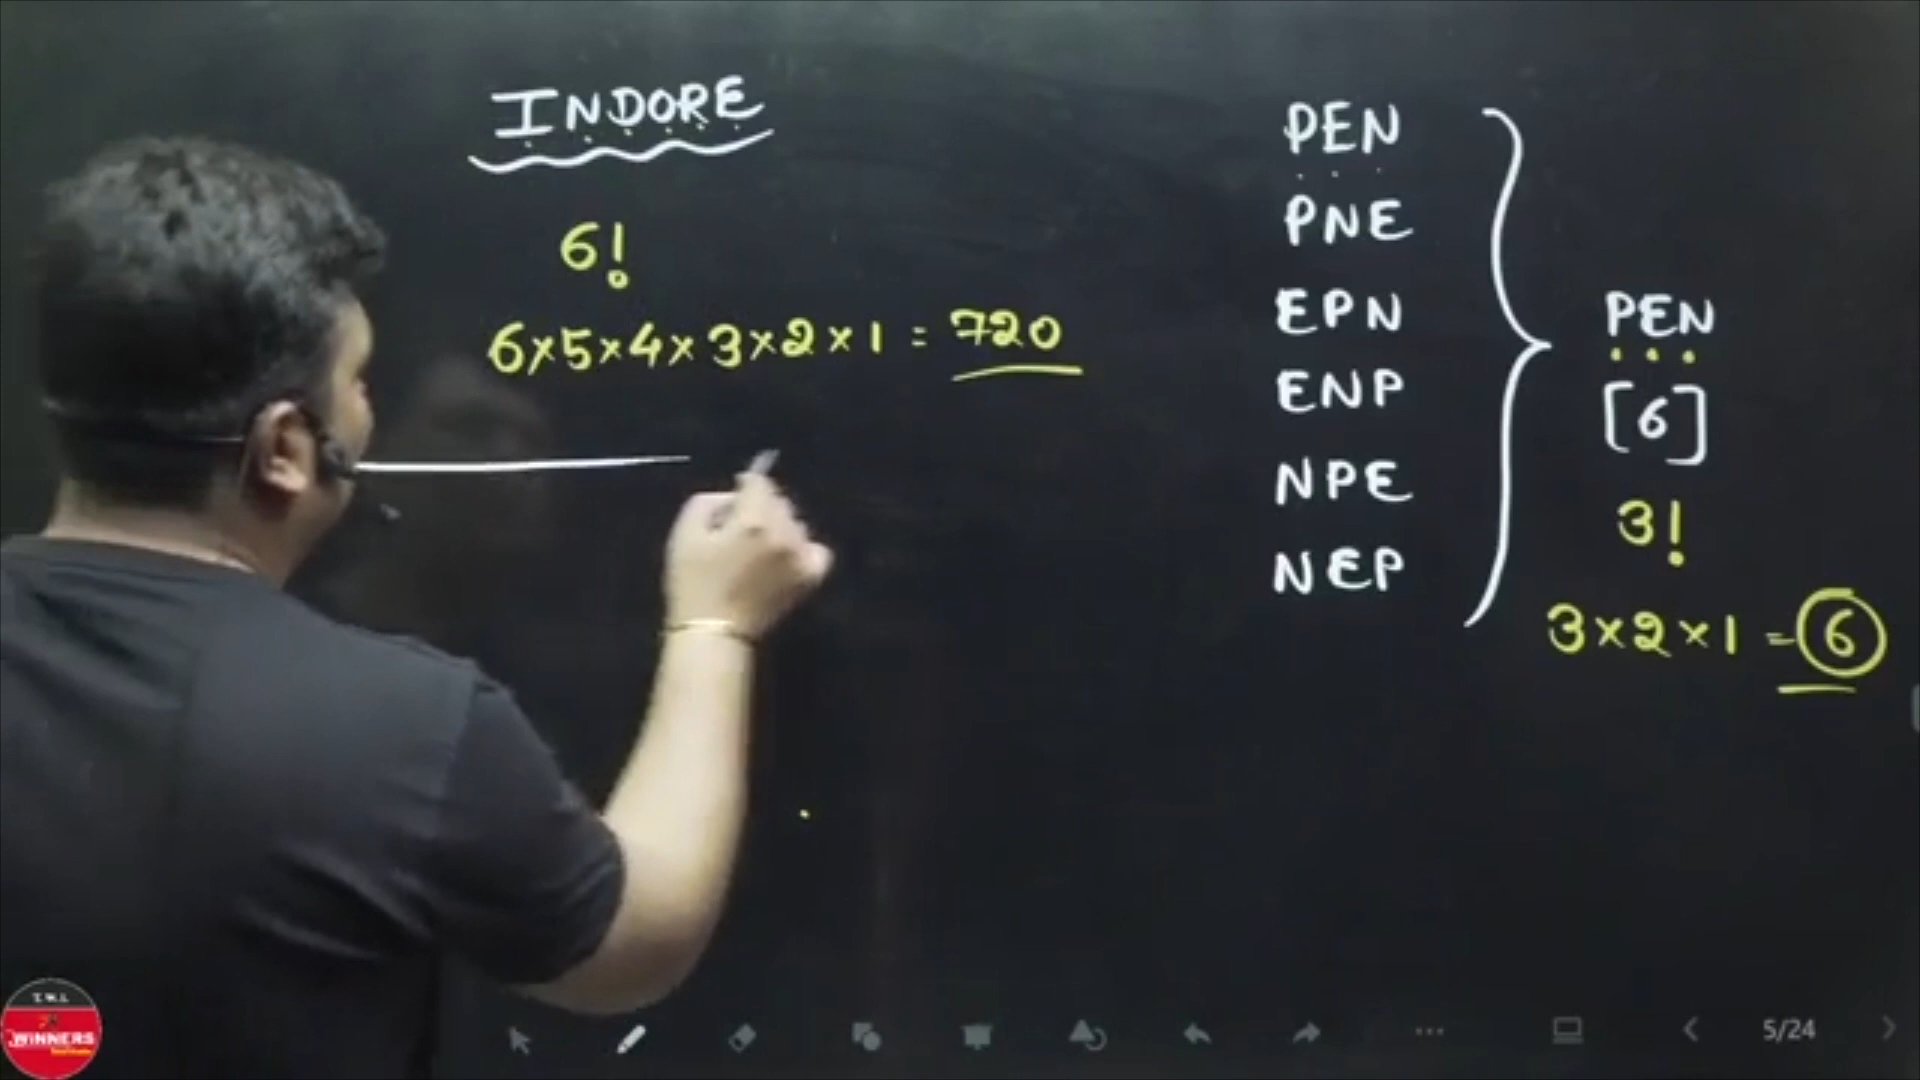 INDORE
6!
6×5×4×3×2×1 = 720
PEN
PNE
EPN
ENP
NPE
NEP
PEN
[6]
3!
3×2×1 = 6
WINNERS
5/24